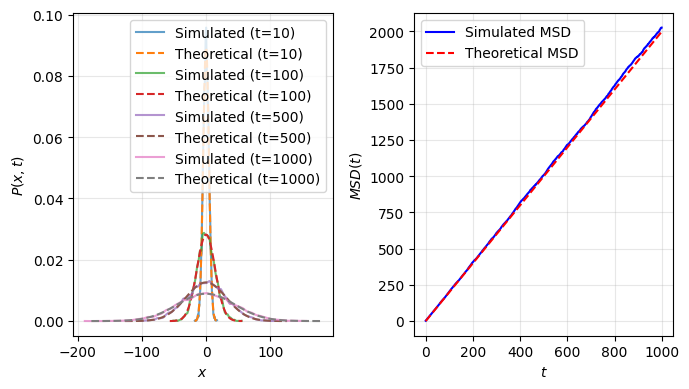 Simulated (t=10)
Theoretical (t=10)
Simulated (t=100)
Theoretical (t=100)
Simulated (t=500)
Theoretical (t=500)
Simulated (t=1000)
Theoretical (t=1000)
0.10
0.08
0.06
0.04
0.02
0.00
P(x, t)
−200
−100
0
100
x
Simulated MSD
Theoretical MSD
2000
1750
1500
1250
1000
750
500
250
0
MSD(t)
0
200
400
600
800
1000
t